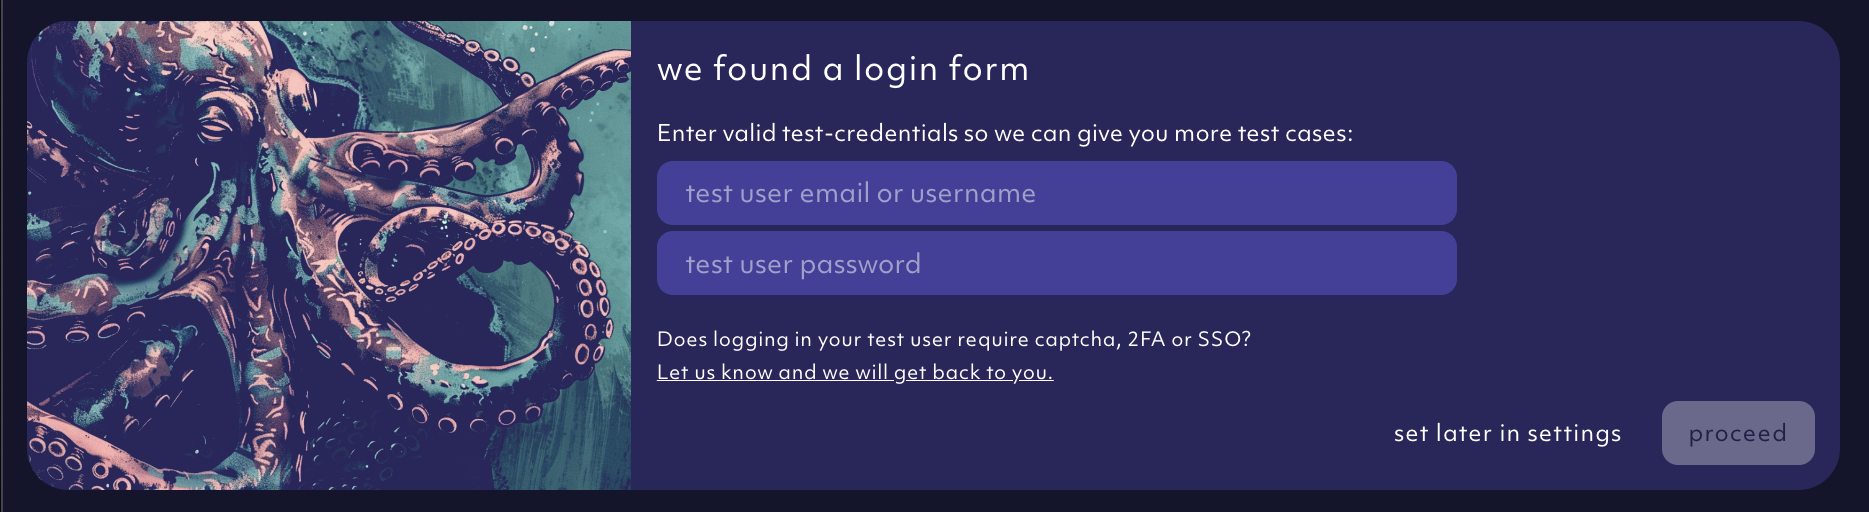 we found a login form
Enter valid test-credentials so we can give you more test cases:
test user email or username
test user password
Does logging in your test user require captcha, 2FA or SSO?
Let us know and we will get back to you.
set later in settings
proceed